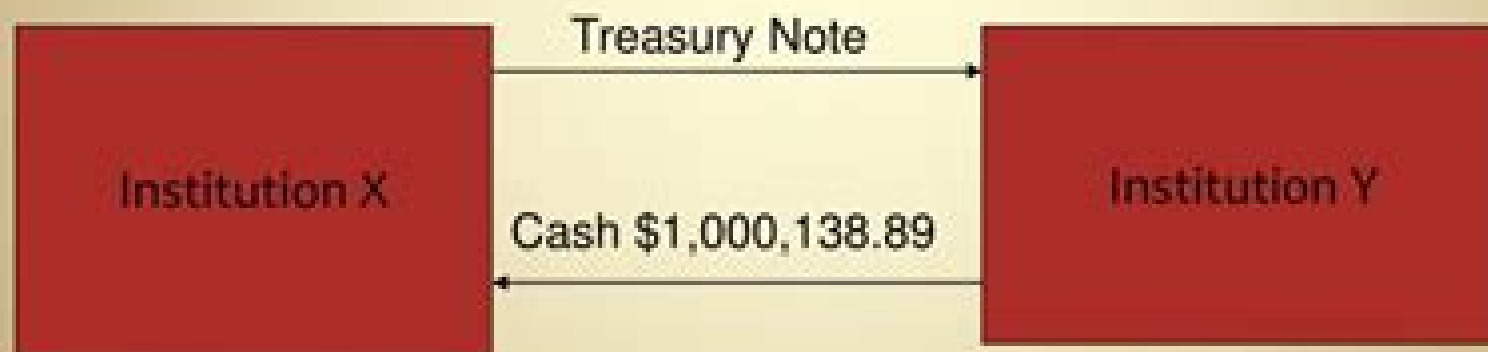 Treasury Note
Institution X
Institution Y
Cash $1,000,138.89